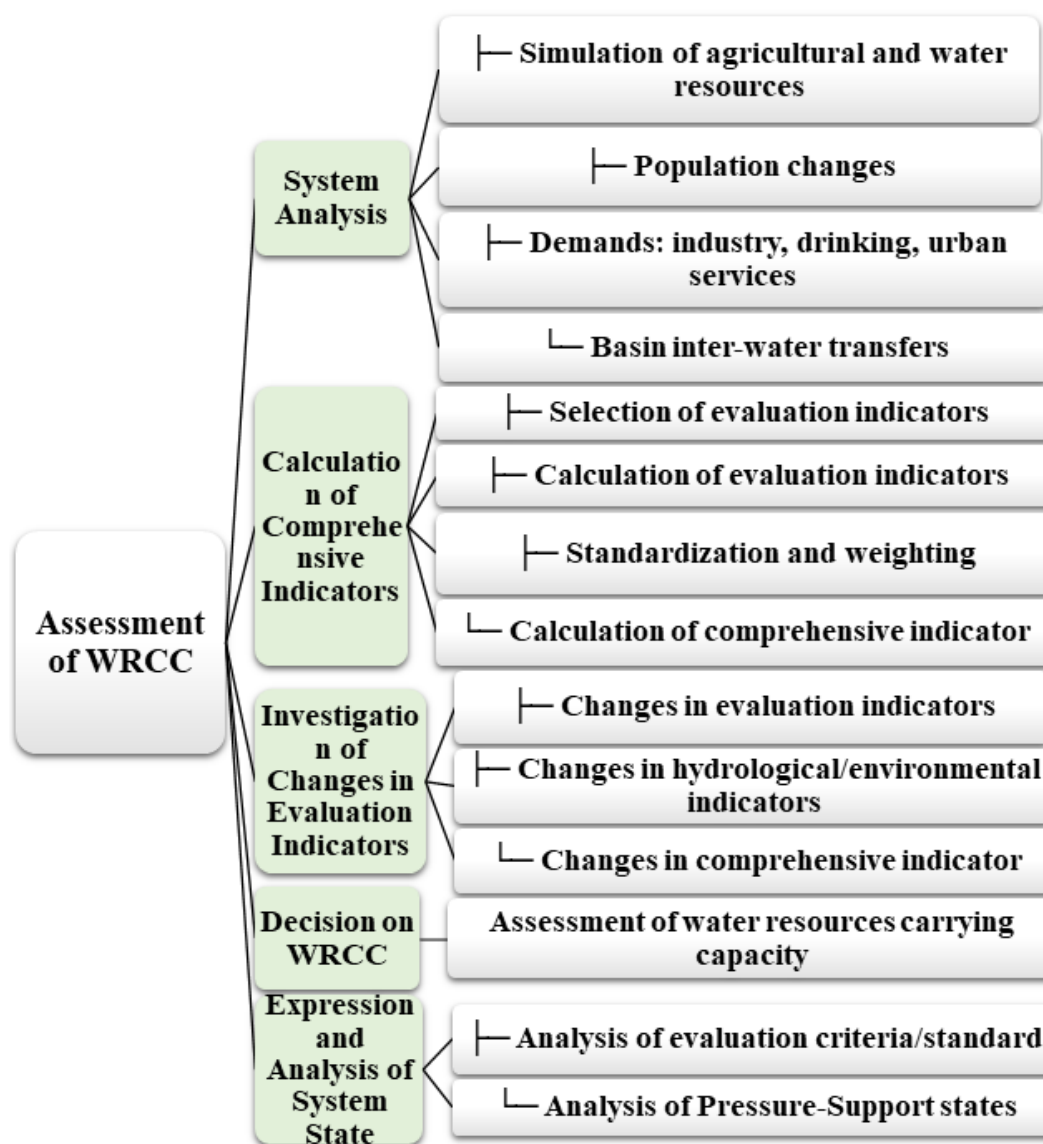 Assessment
of WRCC
System
Analysis
├─ Simulation of agricultural and water
resources
├─ Population changes
├─ Demands: industry, drinking, urban
services
└─ Basin inter-water transfers
Calculatio
n of
Comprehe
nsive
Indicators
├─ Selection of evaluation indicators
├─ Calculation of evaluation indicators
├─ Standardization and weighting
└─ Calculation of comprehensive indicator
Investigatio
n of
Changes in
Evaluation
Indicators
├─ Changes in evaluation indicators
├─ Changes in hydrological/environmental
indicators
└─ Changes in comprehensive indicator
Decision on
WRCC
Assessment of water resources carrying
capacity
Expression
and
Analysis of
System
State
├─ Analysis of evaluation criteria/standard
└─ Analysis of Pressure-Support states